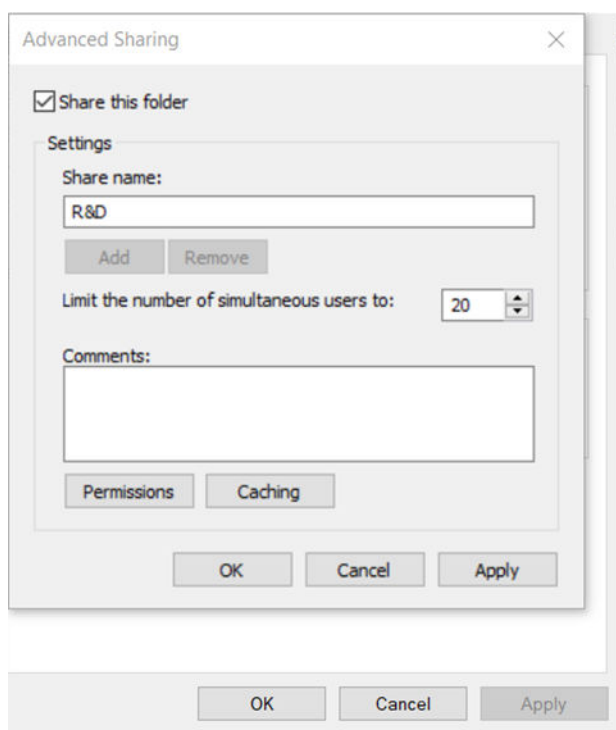 Advanced Sharing
Share this folder
Settings
Share name:
R&D
Add Remove
Limit the number of simultaneous users to: 20
Comments:
Permissions Caching
OK Cancel Apply
OK Cancel Apply